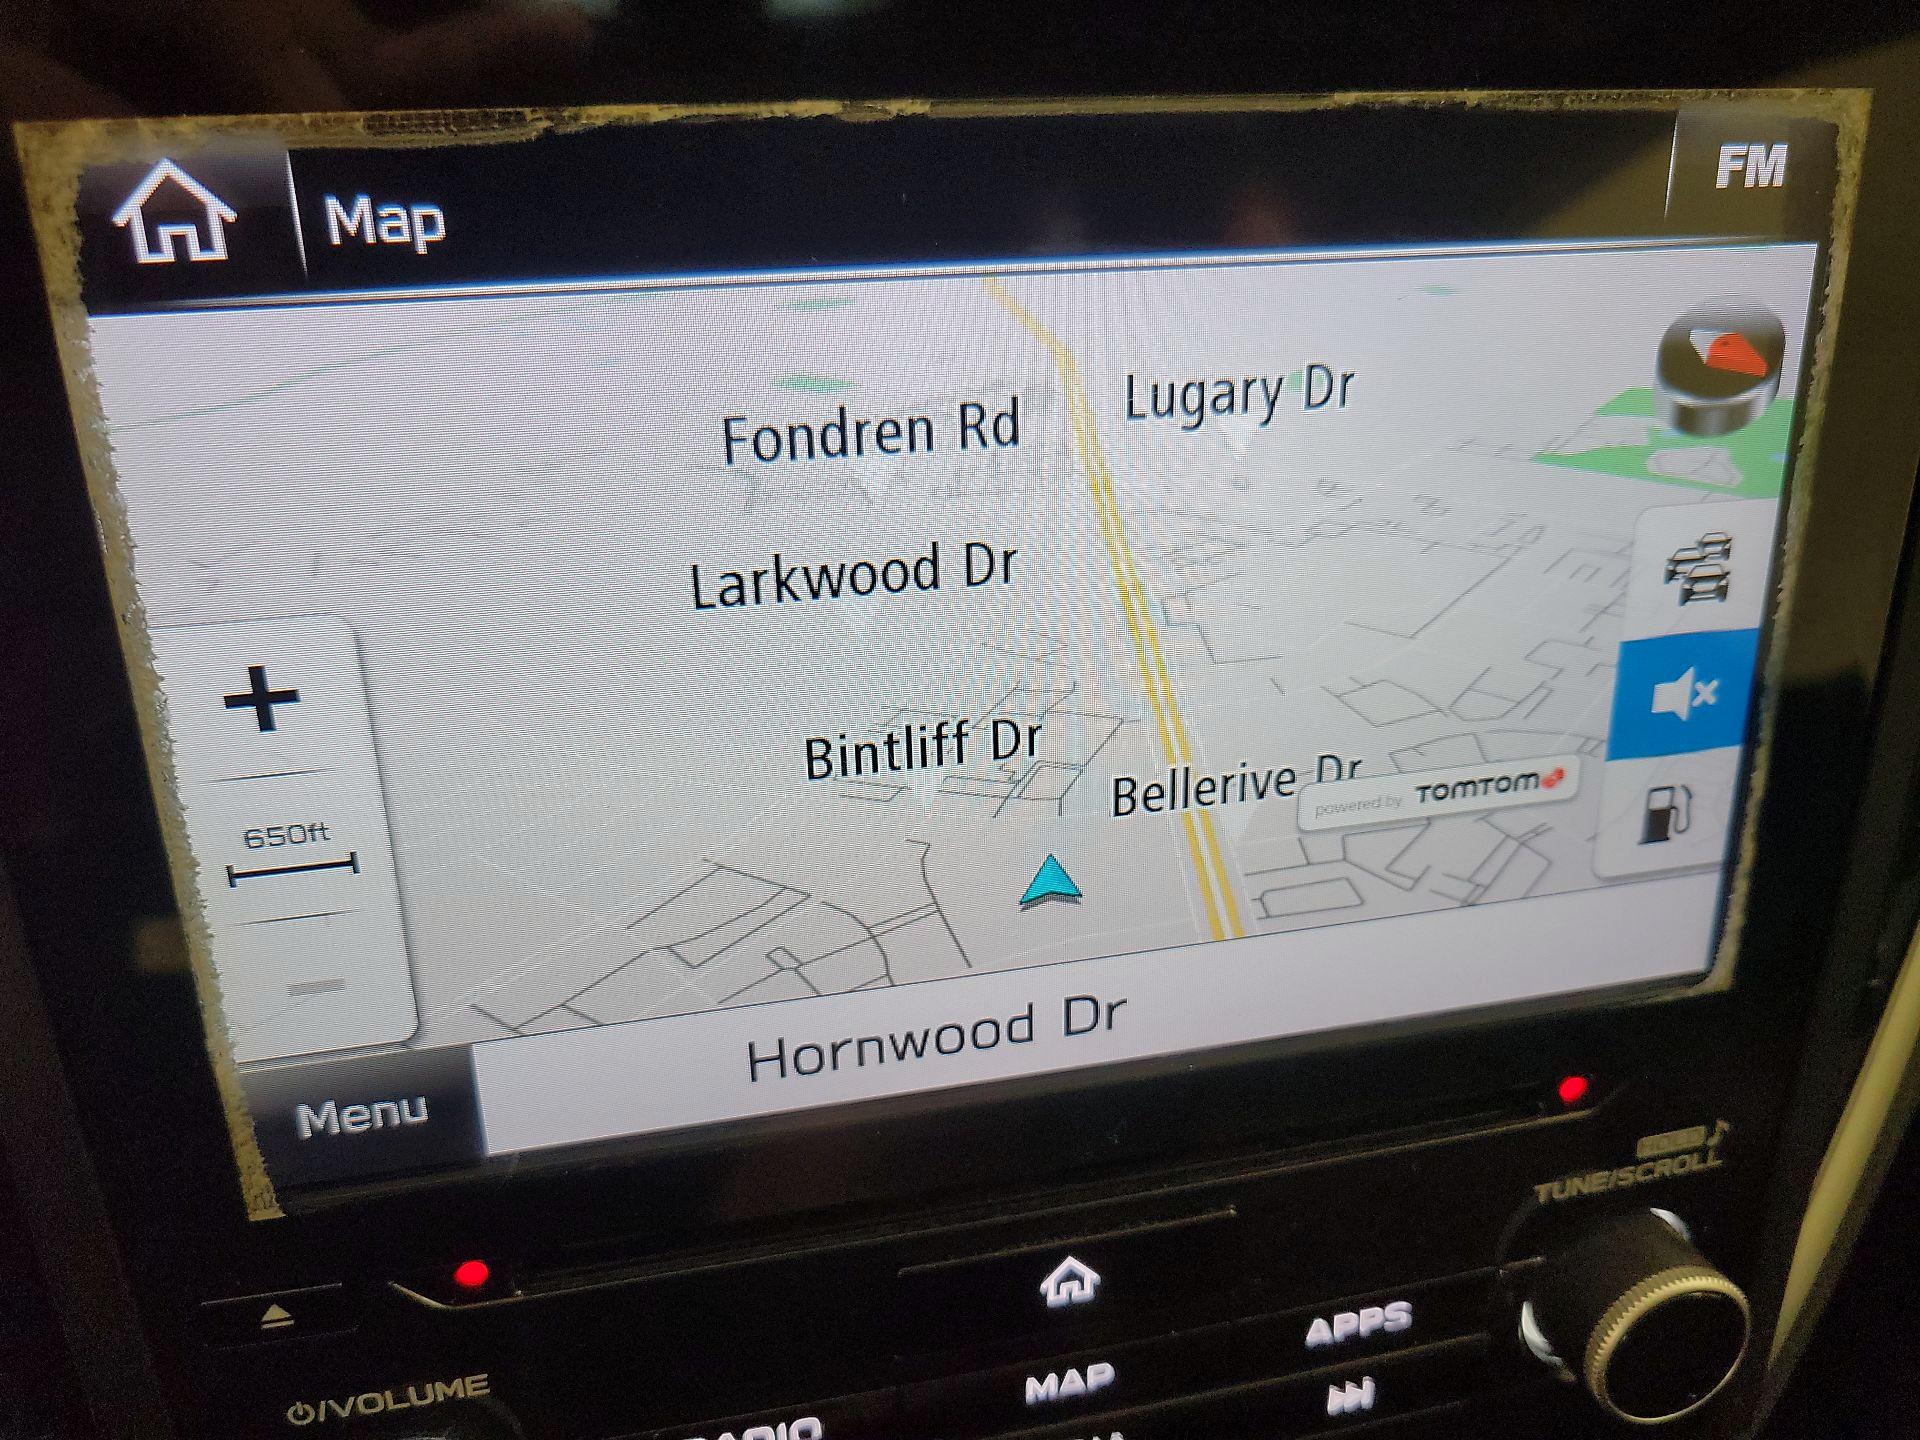 Map
FM
Lugary Dr
Fondren Rd
Larkwood Dr
Bintliff Dr
Bellerive Dr
powered by TOMTOM
650ft
Hornwood Dr
Menu
HOLD
TUNE/SCROLL
APPS
MAP
/VOLUME